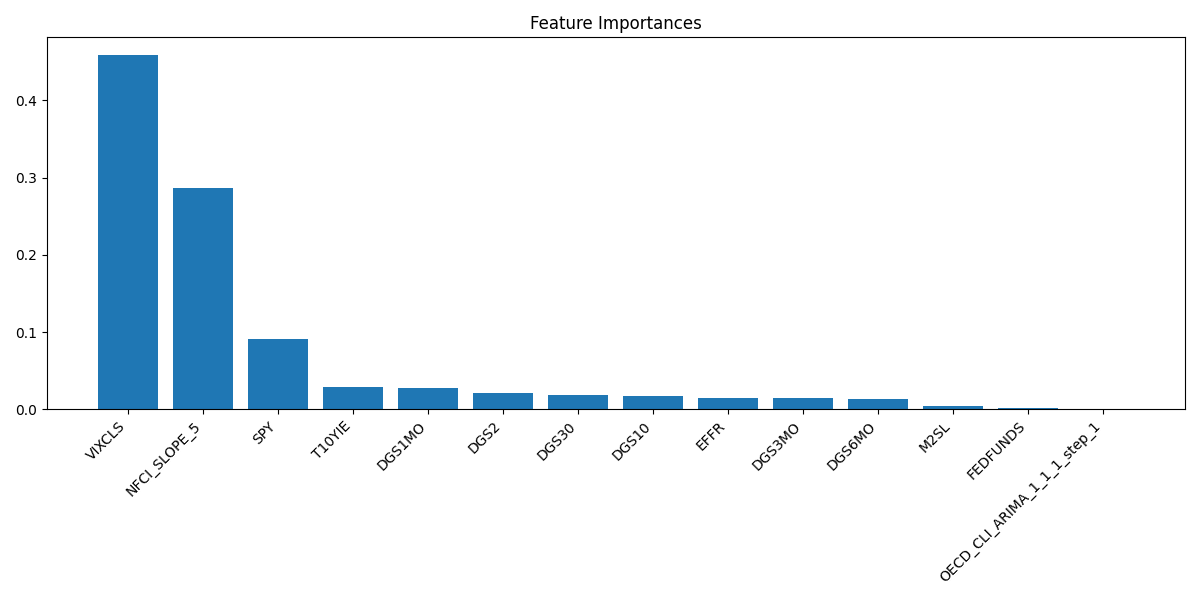 Feature Importances
0.4
0.3
0.2
0.1
0.0
VIXCLS
NFCI_SLOPE_5
SPY
T10YIE
DGS1MO
DGS2
DGS30
DGS10
EFFR
DGS3MO
DGS6MO
M2SL
FEDFUNDS
OECD_CLI_ARIMA_1_1_1_step_1